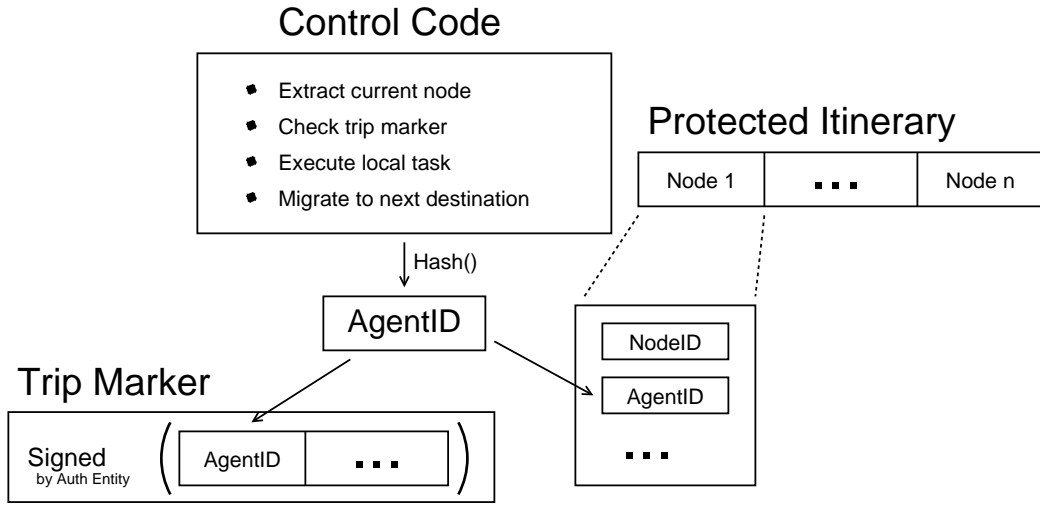 Control Code
Extract current node
Check trip marker
Execute local task
Migrate to next destination
Protected Itinerary
Node 1
...
Node n
Hash()
AgentID
NodeID
AgentID
...
Trip Marker
Signed
by Auth Entity
( AgentID ... )